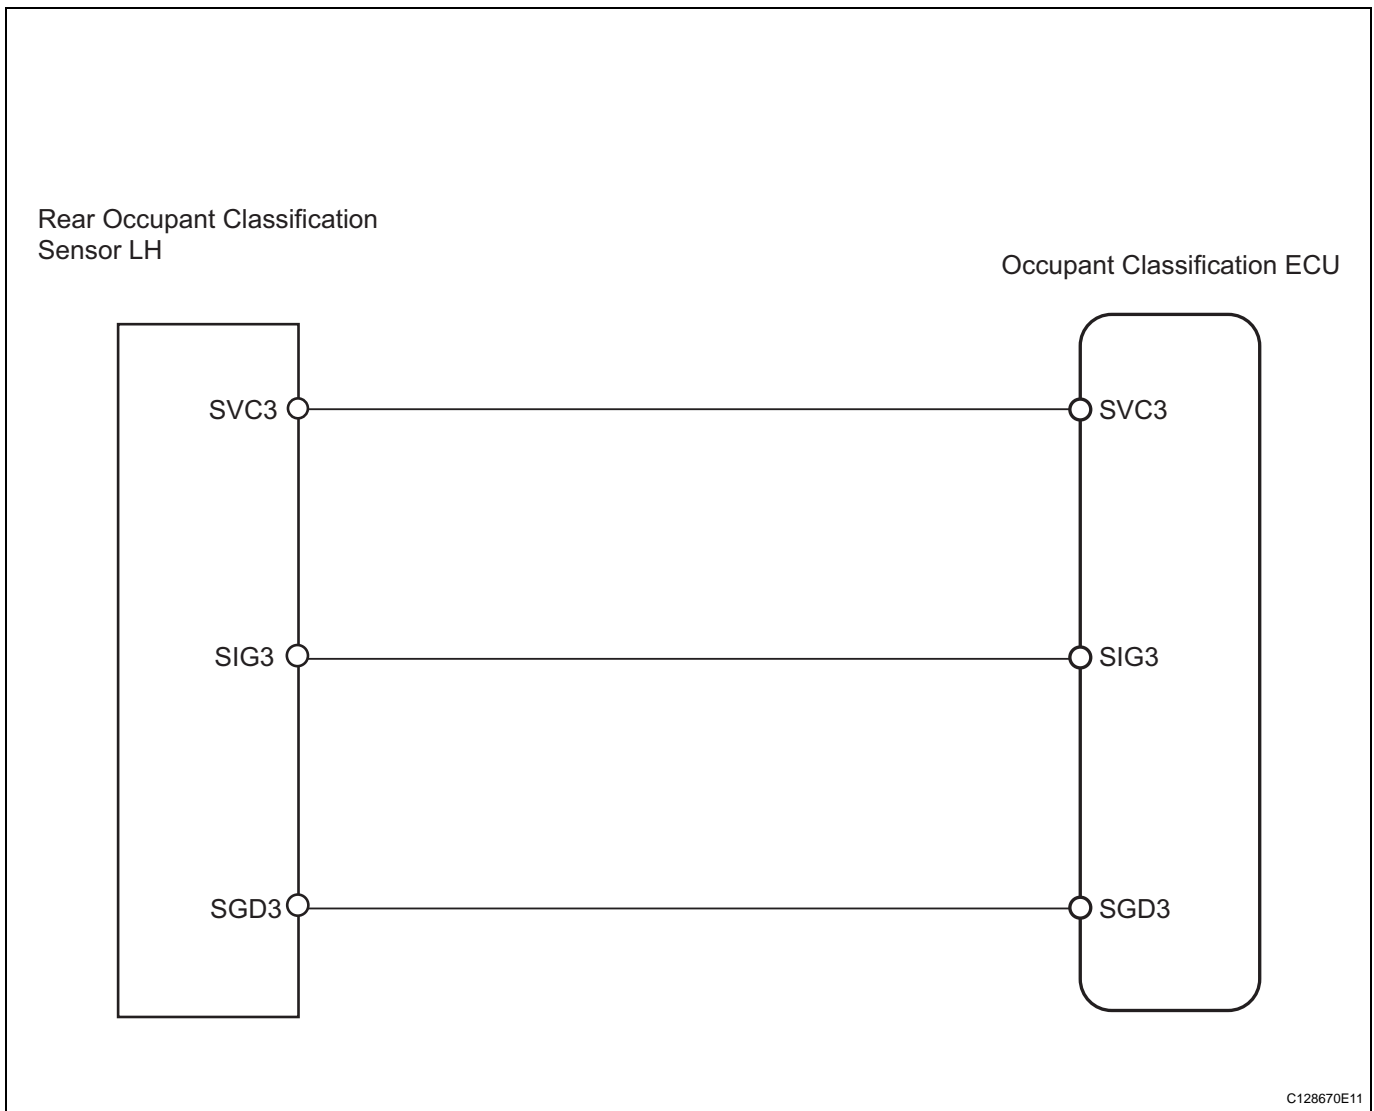 Rear Occupant Classification
Sensor LH
Occupant Classification ECU
SVC3
SVC3
SIG3
SIG3
SGD3
SGD3
C128670E11